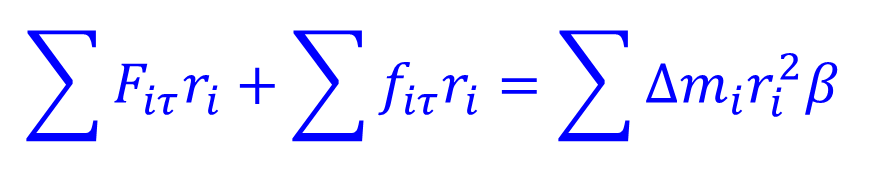 ∑ F_{iτ} r_i + ∑ f_{iτ} r_i = ∑ Δm_i r_i^2 β